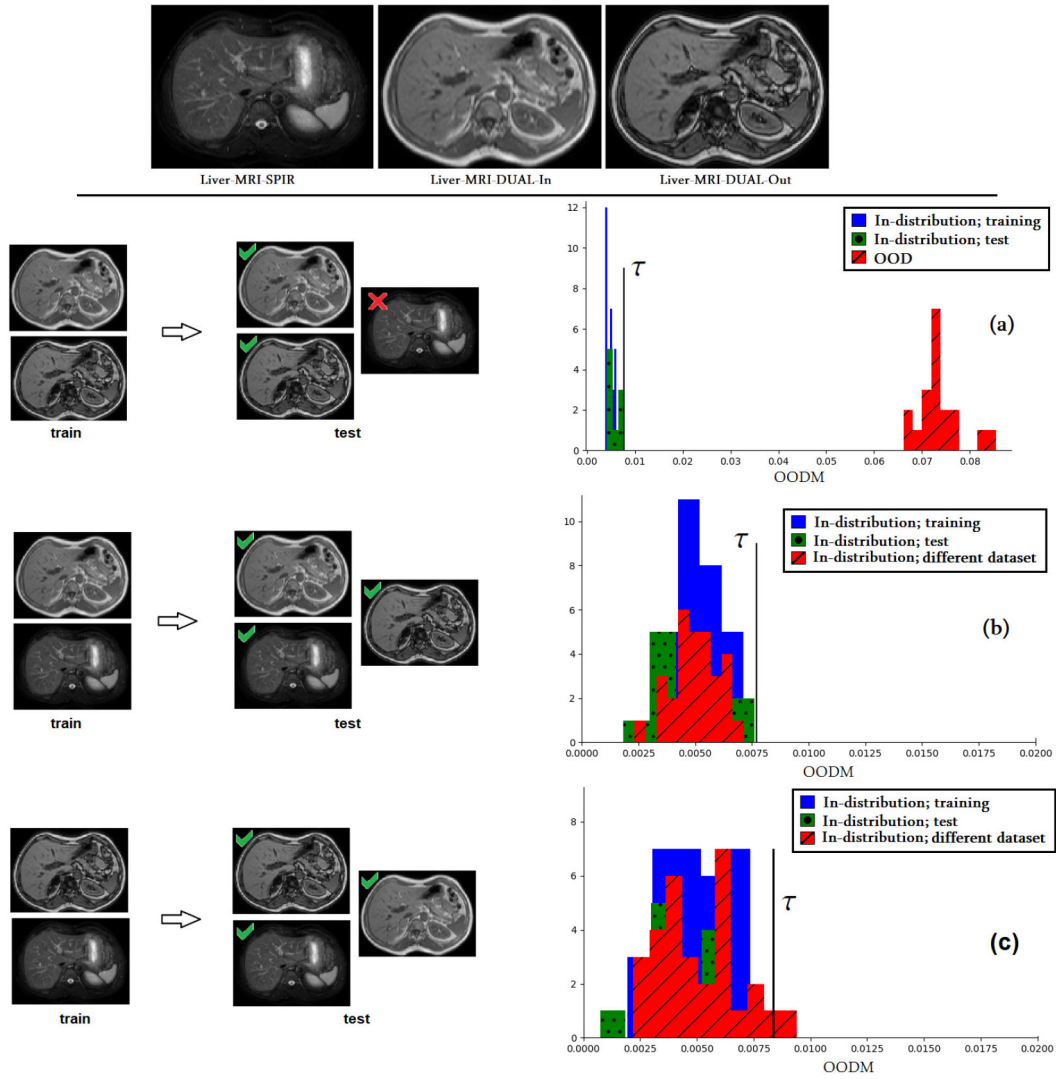 Liver-MRI-SPIR
Liver-MRI-DUAL-In
Liver-MRI-DUAL-Out
train
test
12
10
8
6
4
2
0
0.00 0.01 0.02 0.03 0.04 0.05 0.06 0.07 0.08
OODM
τ
In-distribution; training
In-distribution; test
OOD
(a)
train
test
10
8
6
4
2
0
0.0000 0.0025 0.0050 0.0075 0.0100 0.0125 0.0150 0.0175 0.0200
OODM
τ
In-distribution; training
In-distribution; test
In-distribution; different dataset
(b)
train
test
8
6
4
2
0
0.0000 0.0025 0.0050 0.0075 0.0100 0.0125 0.0150 0.0175 0.0200
OODM
τ
In-distribution; training
In-distribution; test
In-distribution; different dataset
(c)